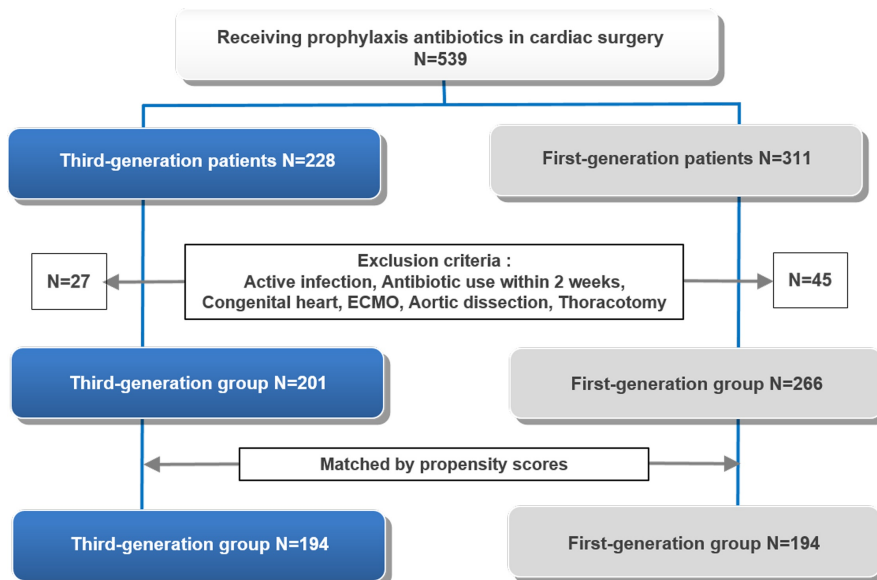 Receiving prophylaxis antibiotics in cardiac surgery
N=539
Third-generation patients N=228
First-generation patients N=311
N=27
Exclusion criteria :
Active infection, Antibiotic use within 2 weeks,
Congenital heart, ECMO, Aortic dissection, Thoracotomy
N=45
Third-generation group N=201
First-generation group N=266
Matched by propensity scores
Third-generation group N=194
First-generation group N=194